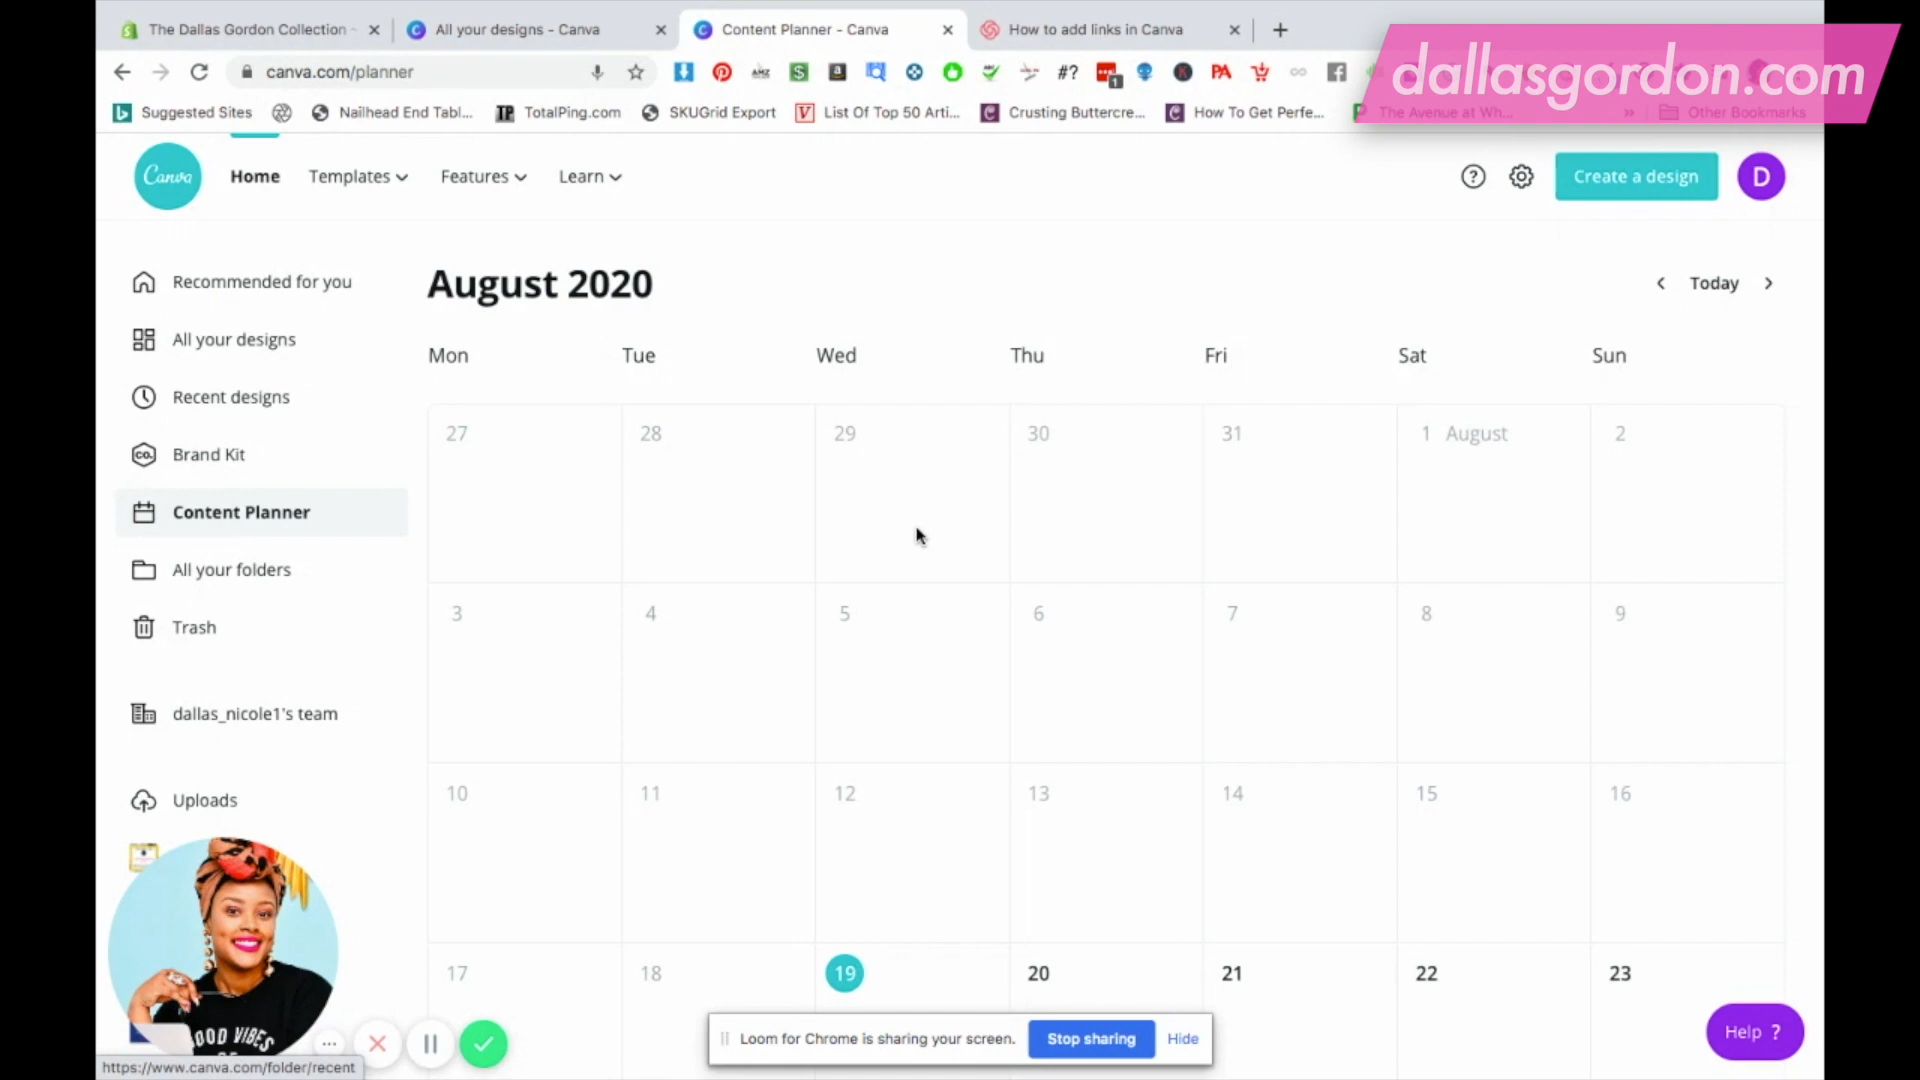 The Dallas Gordon Collection -
All your designs - Canva
Content Planner - Canva
How to add links in Canva
dallasgordon.com
canva.com/planner
Suggested Sites
Nailhead End Tabl...
TotalPing.com
SKUGrid Export
List Of Top 50 Arti...
Crusting Buttercre...
How To Get Perfe...
The Avenue at Wh...
Other Bookmarks
Canva
Home
Templates
Features
Learn
Create a design
D
Recommended for you
All your designs
Recent designs
Brand Kit
Content Planner
All your folders
Trash
dallas_nicole1's team
Uploads
August 2020
Today
Mon Tue Wed Thu Fri Sat Sun
27 28 29 30 31 1 August 2
3 4 5 6 7 8 9
10 11 12 13 14 15 16
17 18 19 20 21 22 23
Loom for Chrome is sharing your screen.
Stop sharing
Hide
Help ?
https://www.canva.com/folder/recent